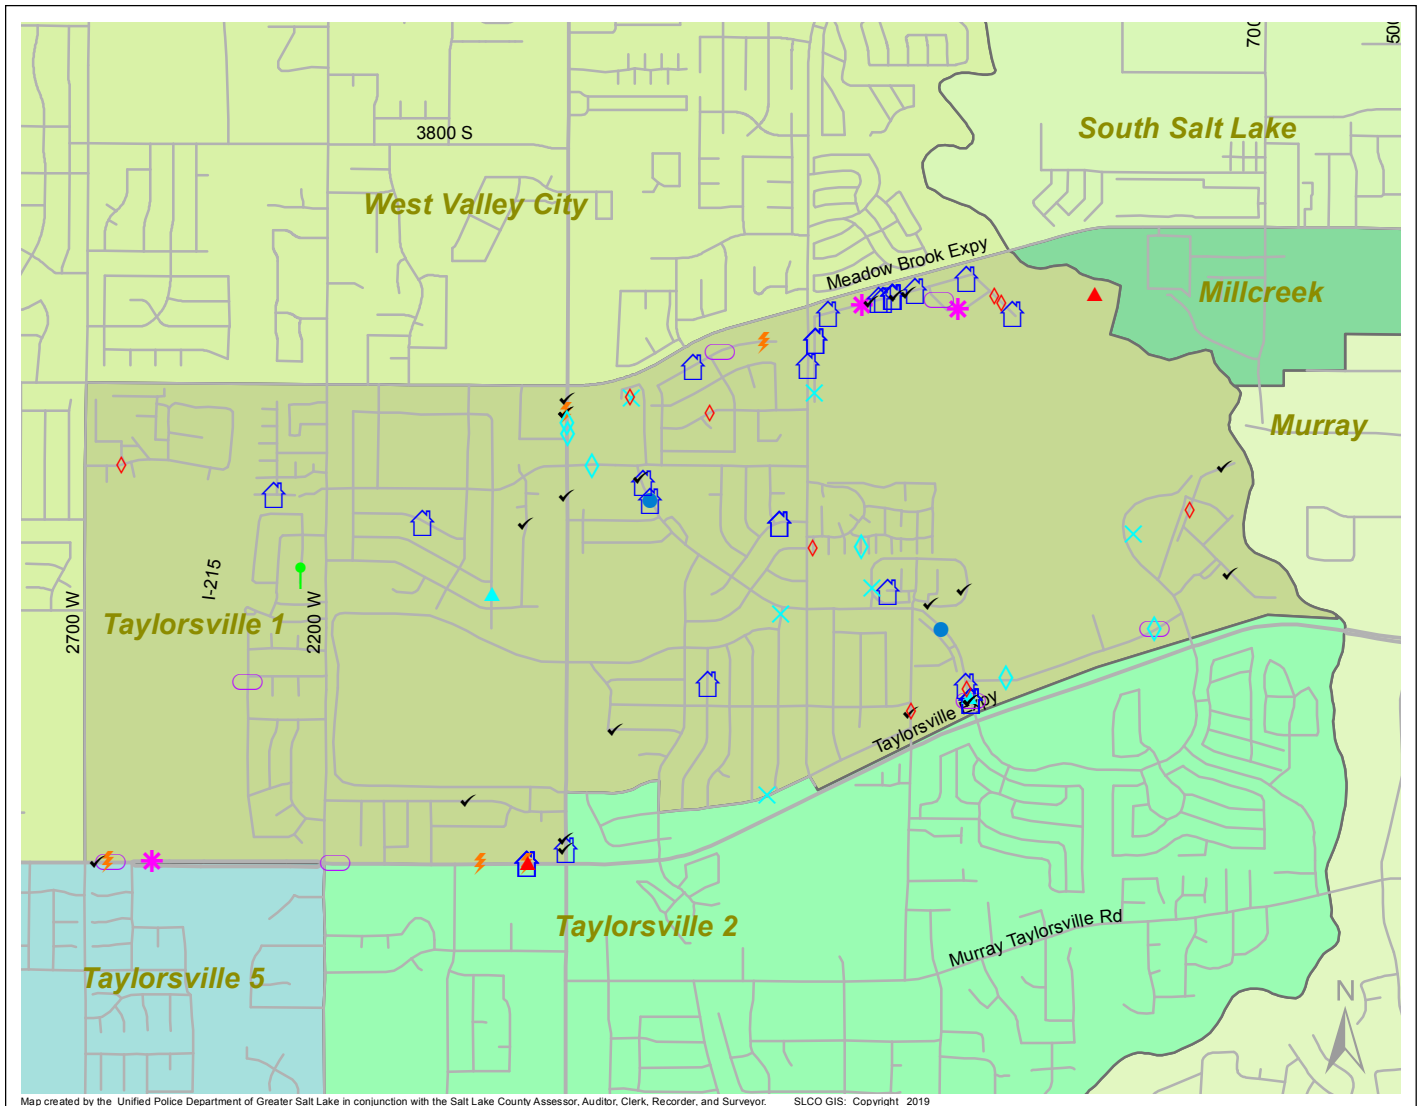 700
500
South Salt Lake
3800 S
West Valley City
Meadow Brook Expy
Millcreek
Murray
I-215
2700 W
2200 W
Taylorsville 1
Taylorsville Expy
Taylorsville 2
Murray Taylorsville Rd
Taylorsville 5
N
Map created by the Unified Police Department of Greater Salt Lake in conjunction with the Salt Lake County Assessor, Auditor, Clerk, Recorder, and Surveyor. SLCO GIS: Copyright 2019